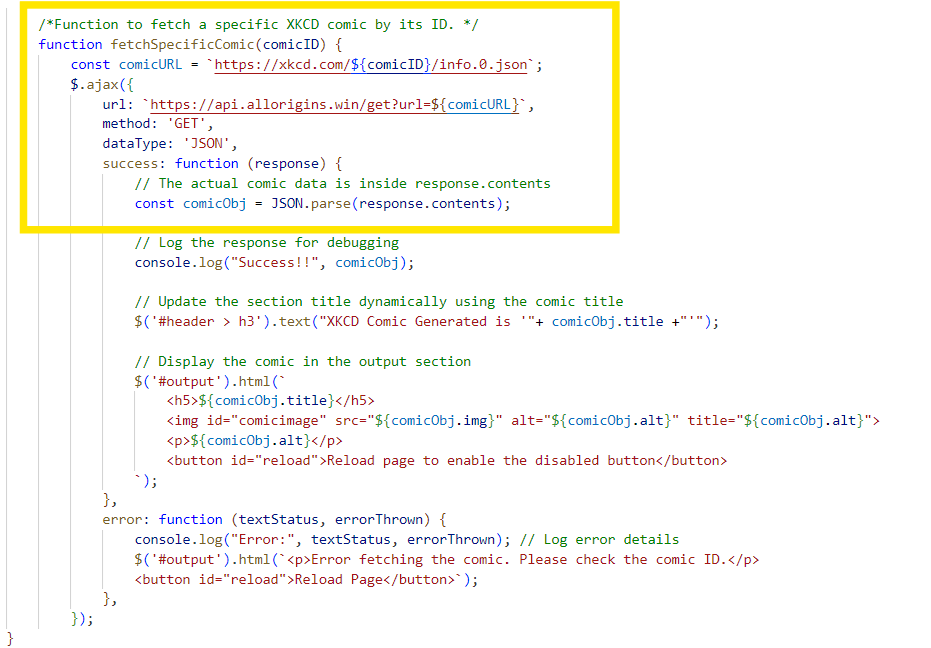 /*Function to fetch a specific XKCD comic by its ID. */
function fetchSpecificComic(comicID) {
const comicURL = `https://xkcd.com/${comicID}/info.0.json`;
$.ajax({
url: `https://api.allorigins.win/get?url=${comicURL}`,
method: 'GET',
dataType: 'JSON',
success: function (response) {
// The actual comic data is inside response.contents
const comicObj = JSON.parse(response.contents);
// Log the response for debugging
console.log("Success!!", comicObj);
// Update the section title dynamically using the comic title
$('#header > h3').text("XKCD Comic Generated is '"+ comicObj.title +"'");
// Display the comic in the output section
$('#output').html(`
<h5>${comicObj.title}</h5>
<img id="comicimage" src="${comicObj.img}" alt="${comicObj.alt}" title="${comicObj.alt}">
<p>${comicObj.alt}</p>
<button id="reload">Reload page to enable the disabled button</button>
`);
},
error: function (textStatus, errorThrown) {
console.log("Error:", textStatus, errorThrown); // Log error details
$('#output').html(`<p>Error fetching the comic. Please check the comic ID.</p>
<button id="reload">Reload Page</button>`);
},
});
}